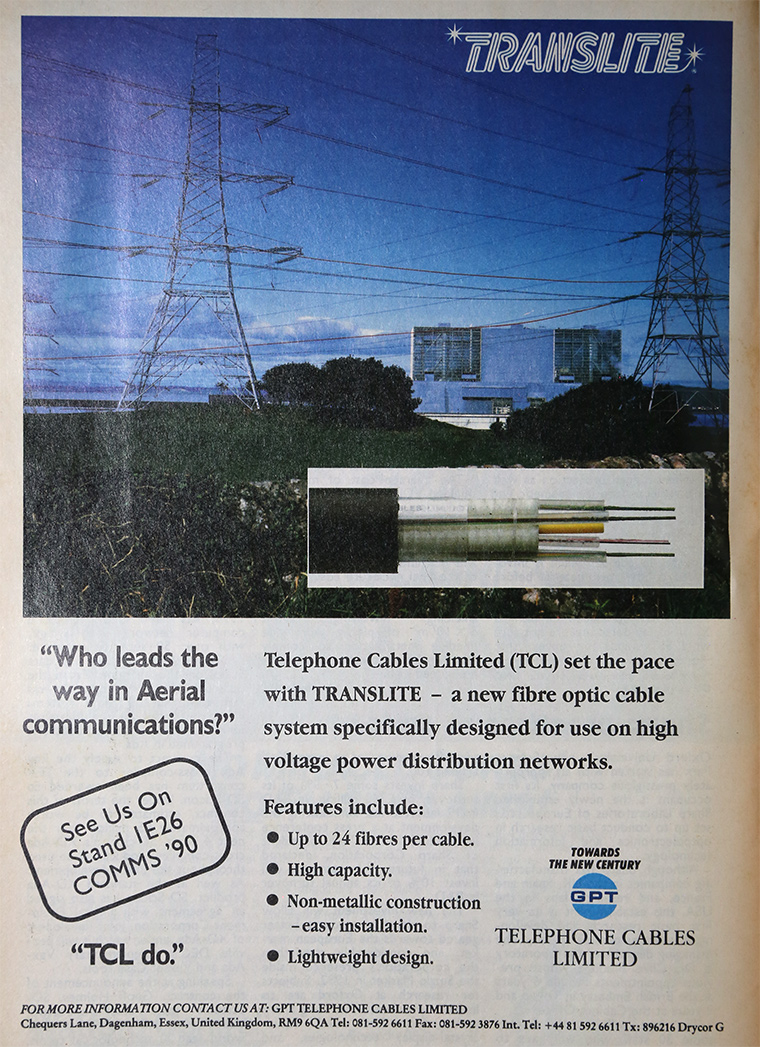 TRANSLITE
“Who leads the
way in Aerial
communications?”
See Us On
Stand 1E26
COMMS '90
“TCL do.”
Telephone Cables Limited (TCL) set the pace
with TRANSLITE – a new fibre optic cable
system specifically designed for use on high
voltage power distribution networks.
Features include:
● Up to 24 fibres per cable.
● High capacity.
● Non-metallic construction
– easy installation.
● Lightweight design.
TOWARDS
THE NEW CENTURY
GPT
TELEPHONE CABLES
LIMITED
FOR MORE INFORMATION CONTACT US AT: GPT TELEPHONE CABLES LIMITED
Chequers Lane, Dagenham, Essex, United Kingdom, RM9 6QA Tel: 081-592 6611 Fax: 081-592 3876 Int. Tel: +44 81 592 6611 Tx: 896216 Drycor G